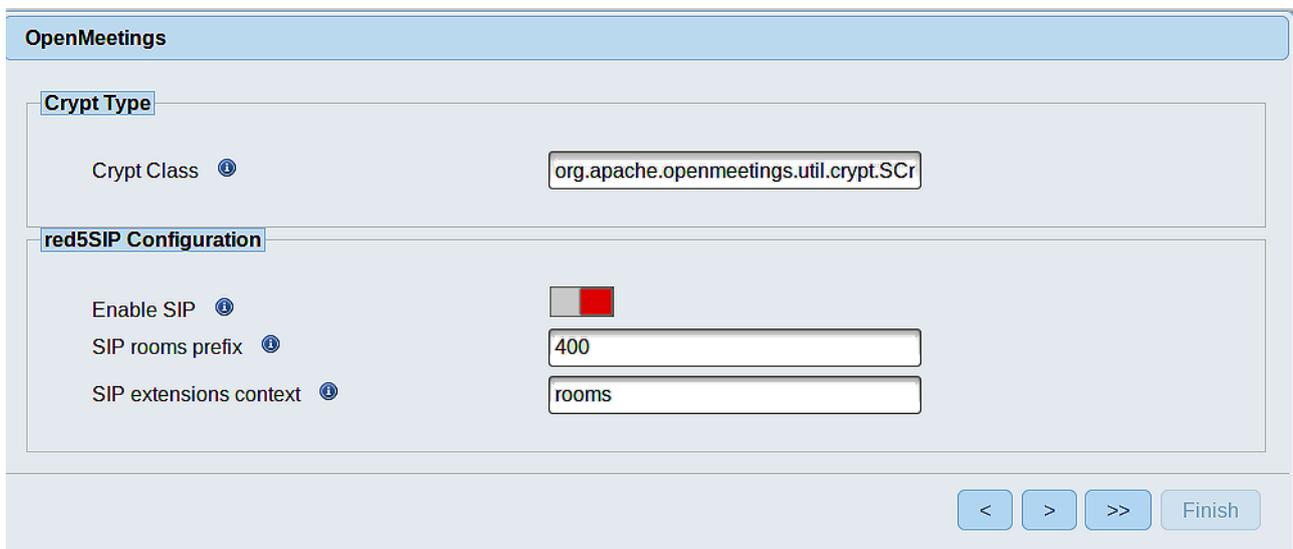 OpenMeetings
Crypt Type
Crypt Class
org.apache.openmeetings.util.crypt.SCr
red5SIP Configuration
Enable SIP
SIP rooms prefix
400
SIP extensions context
rooms
< > >> Finish